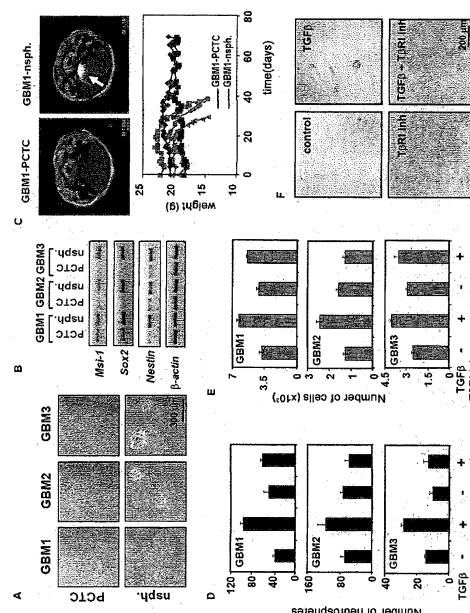 A
GBM1
GBM2
GBM3
PCTC
nsph.
300 µm
B
GBM1 GBM2 GBM3
PCTC
nsph.
PCTC
nsph.
PCTC
nsph.
Msi-1
Sox2
Nestin
β-actin
C
GBM1-PCTC
GBM1-nsph.
weight (g)
25
20
15
10
0 20 40 60 80
time(days)
GBM1-PCTC
GBM1-nsph.
D
Number of neurospheres
GBM1
120
80
40
0
GBM2
160
80
0
GBM3
40
20
0
TGFβ - + - +
E
Number of cells (x10³)
GBM1
7
3.5
0
GBM2
3
2
1
0
GBM3
4.5
3
1.5
0
TGFβ - + - +
F
control
TGFβ
TβRI Inh
TGFβ + TβRI Inh
200 µm